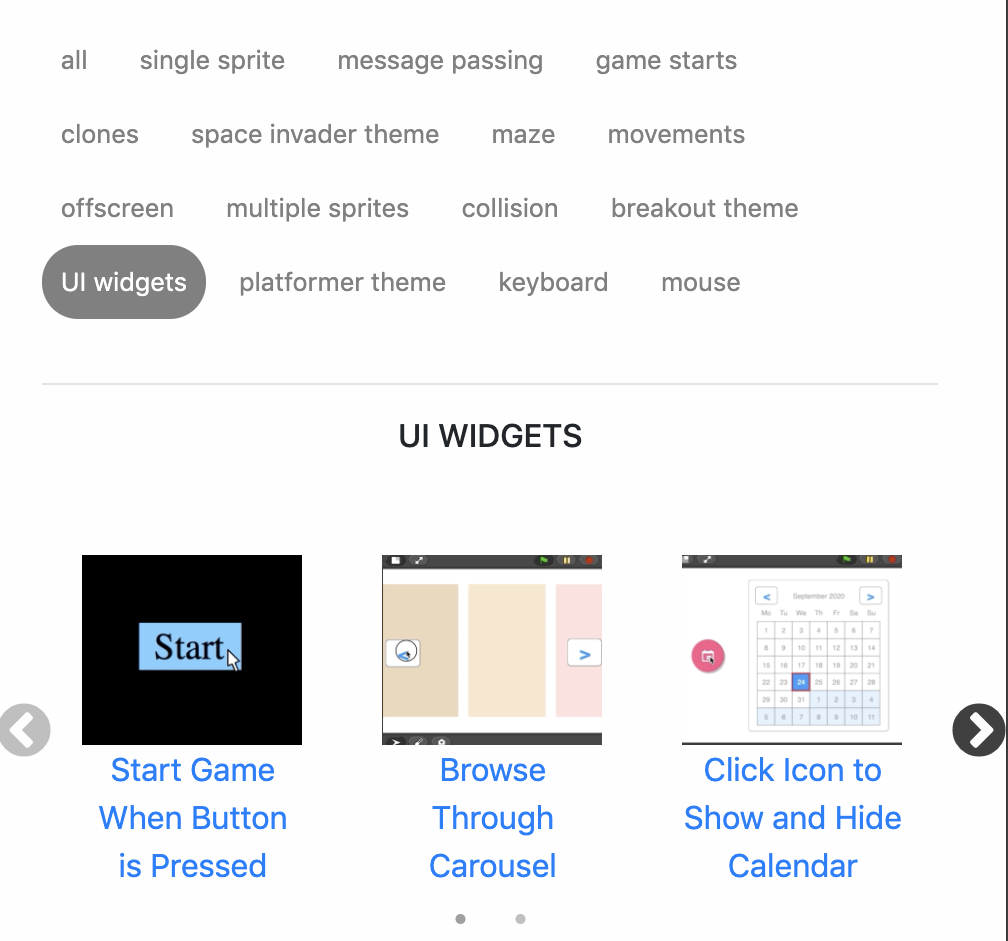 all single sprite message passing game starts
clones space invader theme maze movements
offscreen multiple sprites collision breakout theme
UI widgets platformer theme keyboard mouse
UI WIDGETS
Start
< >
< September 2020 >
Mo Tu We Th Fr Sa Su
1 2 3 4 5 6 7
8 9 10 11 12 13 14
15 16 17 18 19 20 21
22 23 24 25 26 27 28
29 30 31 1 2 3 4
5 6 7 8 9 10 11
Start Game
When Button
is Pressed
Browse
Through
Carousel
Click Icon to
Show and Hide
Calendar